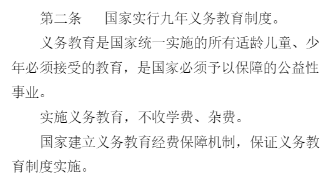 第二条　国家实行九年义务教育制度。
义务教育是国家统一实施的所有适龄儿童、少
年必须接受的教育，是国家必须予以保障的公益性
事业。
实施义务教育，不收学费、杂费。
国家建立义务教育经费保障机制，保证义务教
育制度实施。